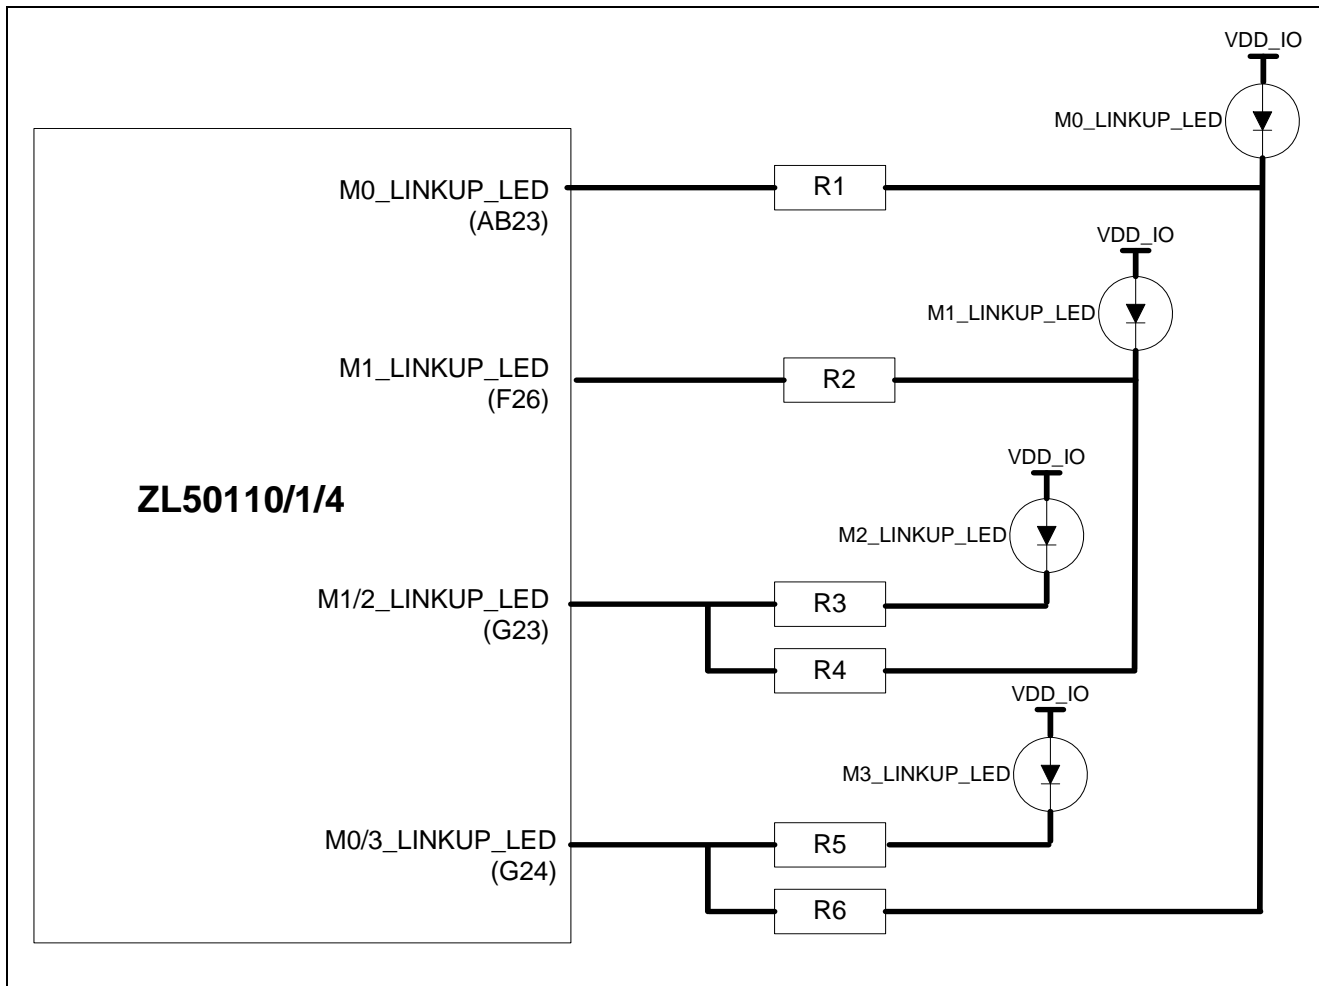 VDD_IO
M0_LINKUP_LED
M0_LINKUP_LED
(AB23)
R1
VDD_IO
M1_LINKUP_LED
M1_LINKUP_LED
(F26)
R2
VDD_IO
ZL50110/1/4
M2_LINKUP_LED
M1/2_LINKUP_LED
(G23)
R3
R4
VDD_IO
M3_LINKUP_LED
M0/3_LINKUP_LED
(G24)
R5
R6